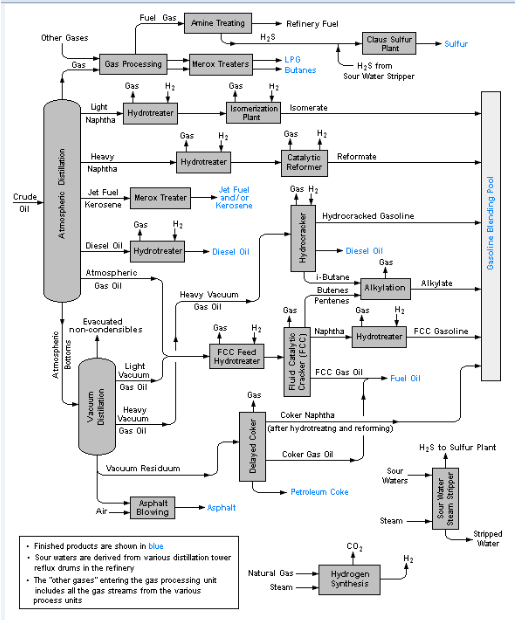 Fuel Gas
Amine Treating
Refinery Fuel
Other Gases
H2S
Claus Sulfur
Plant
Sulfur
Gas
Gas Processing
Merox Treaters
LPG
Butanes
H2S from
Sour Water Stripper
Gas
H2
Gas
H2
Light
Naphtha
Hydrotreater
Isomerization
Plant
Isomerate
Gas
H2
Gas
H2
Heavy
Naphtha
Hydrotreater
Catalytic
Reformer
Reformate
Atmospheric Distillation
Crude
Oil
Jet Fuel
Kerosene
Merox Treater
Jet Fuel
and/or
Kerosene
Gas
H2
Diesel Oil
Hydrotreater
Diesel Oil
Gas
H2
Hydrocracker
Hydrocracked Gasoline
Diesel Oil
Gasoline Blending Pool
Atmospheric
Gas Oil
Heavy Vacuum
Gas Oil
i-Butane
Butenes
Pentenes
Gas
Alkylation
Alkylate
Evacuated
non-condensibles
Atmospheric
Bottoms
Gas
H2
FCC Feed
Hydrotreater
Fluid Catalytic
Cracker (FCC)
Naphtha
Gas
H2
Hydrotreater
FCC Gasoline
FCC Gas Oil
Fuel Oil
Vacuum
Distillation
Light
Vacuum
Gas Oil
Heavy
Vacuum
Gas Oil
Gas
Delayed Coker
Coker Naphtha
(after hydrotreatng and reforming)
Coker Gas Oil
Petroleum Coke
Vacuum Residuum
Air
Asphalt
Blowing
Asphalt
H2S to Sulfur Plant
Sour
Waters
Sour Water
Steam Stripper
Steam
Stripped
Water
• Finished products are shown in blue
• Sour waters are derived from various distillation tower
reflux drums in the refinery
• The "other gases" entering the gas processing unit
includes all the gas streams from the various
process units
CO2
H2
Natural Gas
Steam
Hydrogen
Synthesis